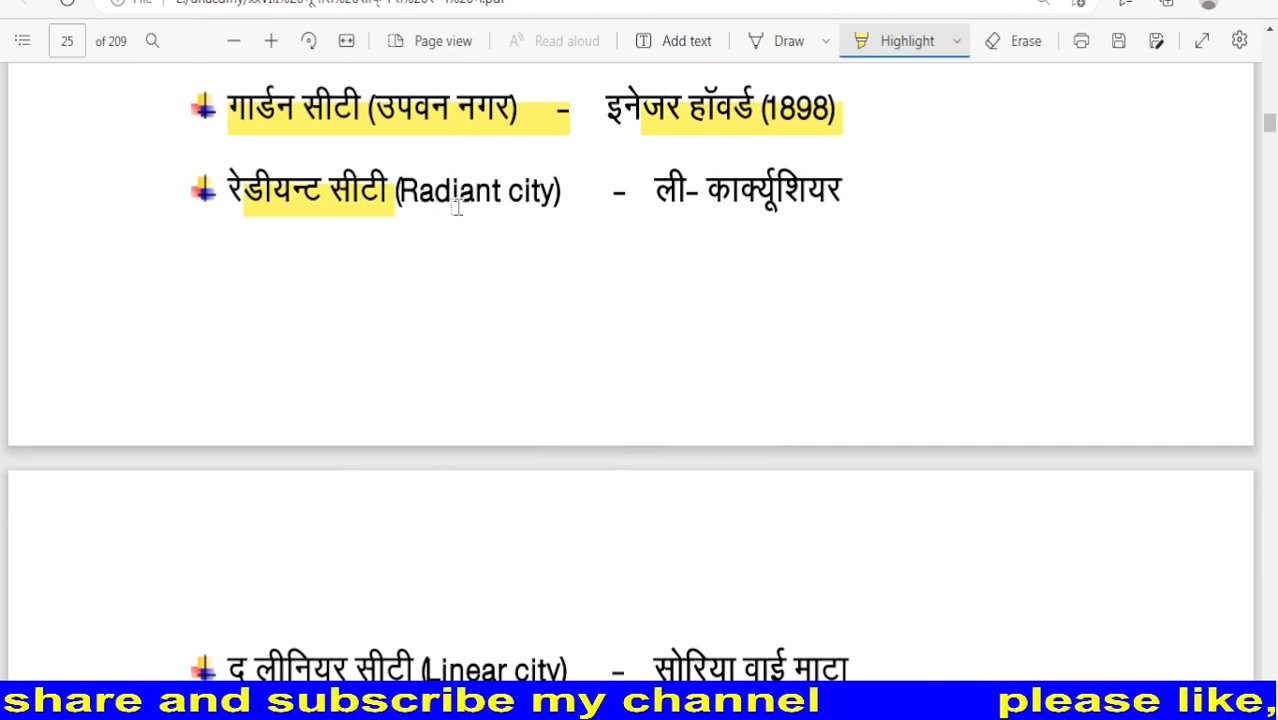 25 of 209 Page view Read aloud Add text Draw Highlight Erase
गार्डन सीटी (उपवन नगर) - इनेजर हॉवर्ड (1898)
रेडीयन्ट सीटी (Radiant city) - ली- कार्क्यूशियर
द लीनियर सीटी (Linear city) - सोरिया वाई माटा
share and subscribe my channel please like,